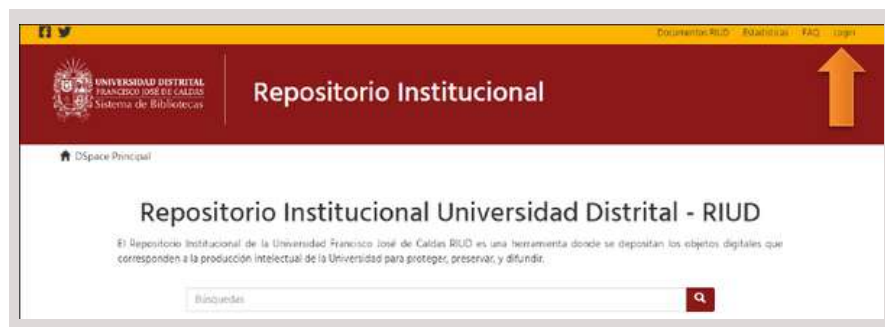 Documentos RIUD Estadísticas FAQ Login
UNIVERSIDAD DISTRITAL
FRANCISCO JOSÉ DE CALDAS
Sistema de Bibliotecas
Repositorio Institucional
DSpace Principal
Repositorio Institucional Universidad Distrital - RIUD
El Repositorio Institucional de la Universidad Francisco José de Caldas RIUD es una herramienta donde se depositan los objetos digitales que
corresponden a la producción intelectual de la Universidad para proteger, preservar, y difundir.
Búsquedas